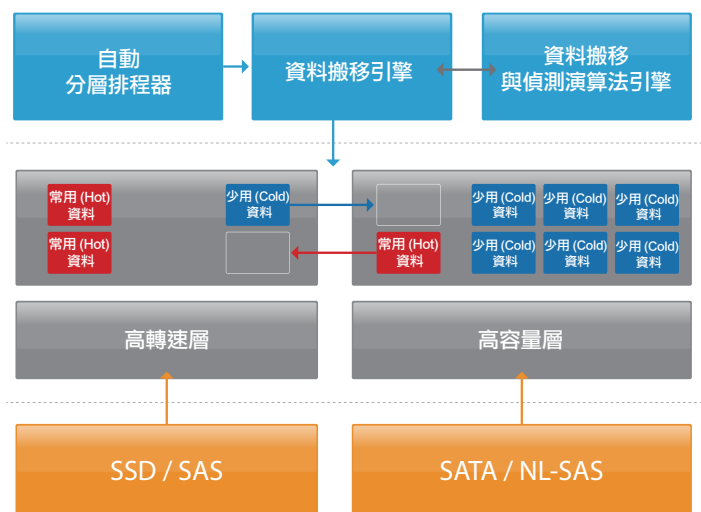 自動
分層排程器
資料搬移引擎
資料搬移
與偵測演算法引擎
常用 (Hot)
資料
少用 (Cold)
資料
常用 (Hot)
資料
少用 (Cold)
資料
少用 (Cold)
資料
少用 (Cold)
資料
常用 (Hot)
資料
少用 (Cold)
資料
少用 (Cold)
資料
少用 (Cold)
資料
高轉速層
高容量層
SSD / SAS
SATA / NL-SAS